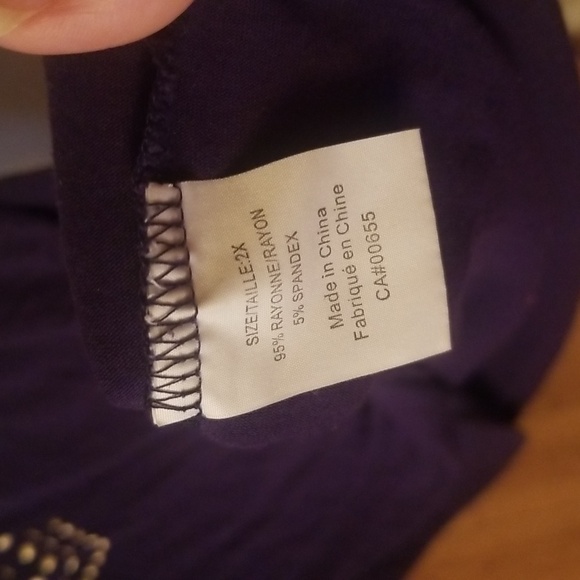 SIZE/TAILLE:2X
95% RAYONNE/RAYON
5% SPANDEX
Made in China
Fabriqué en Chine
CA#00655